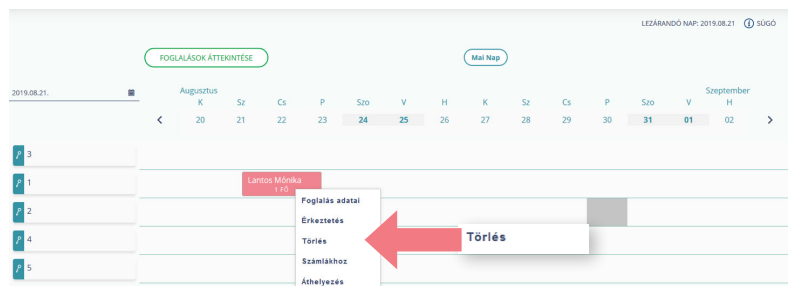 LEZÁRANDÓ NAP: 2019.08.21 i SÚGÓ
FOGLALÁSOK ÁTTEKINTÉSE Mai Nap
2019.08.21. Augusztus Szeptember
K Sz Cs P Szo V H K Sz Cs P Szo V H
< 20 21 22 23 24 25 26 27 28 29 30 31 01 02 >
3
1 Lantos Mónika
1 FŐ
Foglalás adatai
2
Érkeztetés
Törlés Törlés
4
Számlákhoz
5
Áthelyezés